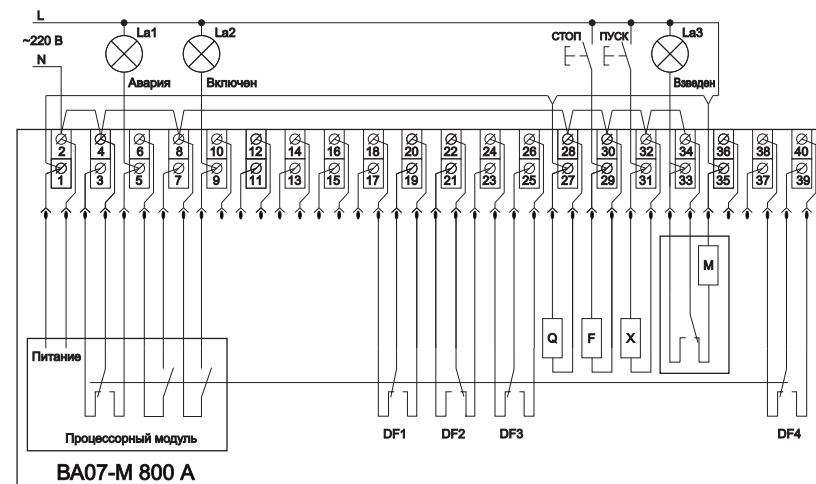 L
~220 В
N
La1
Авария
La2
Включен
СТОП
ПУСК
La3
Взведен
2 4 6 8 10 12 14 16 18 20 22 24 26 28 30 32 34 36 38 40
1 3 5 7 9 11 13 15 17 19 21 23 25 27 29 31 33 35 37 39
M
Q F X
Питание
Процессорный модуль
DF1 DF2 DF3 DF4
ВА07-М 800 А